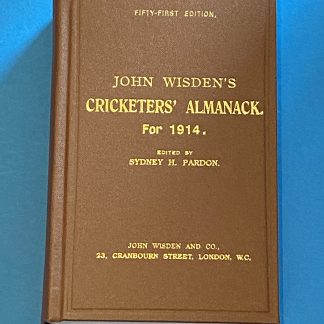 FIFTY-FIRST EDITION.
JOHN WISDEN'S
CRICKETERS' ALMANACK.
For 1914.
EDITED BY
SYDNEY H. PARDON.
JOHN WISDEN AND CO.,
23, CRANBOURN STREET, LONDON, W.C.